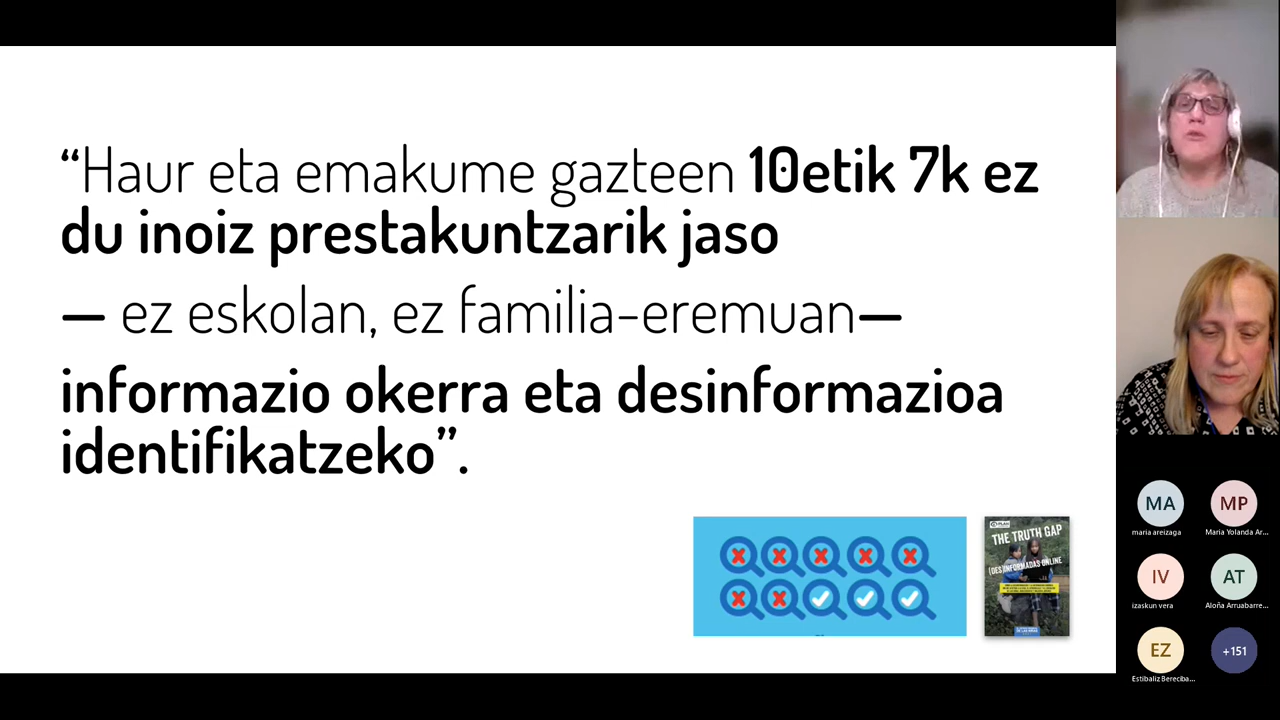 “Haur eta emakume gazteen 10etik 7k ez
du inoiz prestakuntzarik jaso
— ez eskolan, ez familia-eremuan—
informazio okerra eta desinformazioa
identifikatzeko”.
PLAN
THE TRUTH GAP
(DES)INFORMADAS ONLINE
MA
maria areizaga
MP
Maria Yolanda Ar...
IV
izaskun vera
AT
Aloña Arruabarre...
EZ
Estibaliz Bereciba...
+151